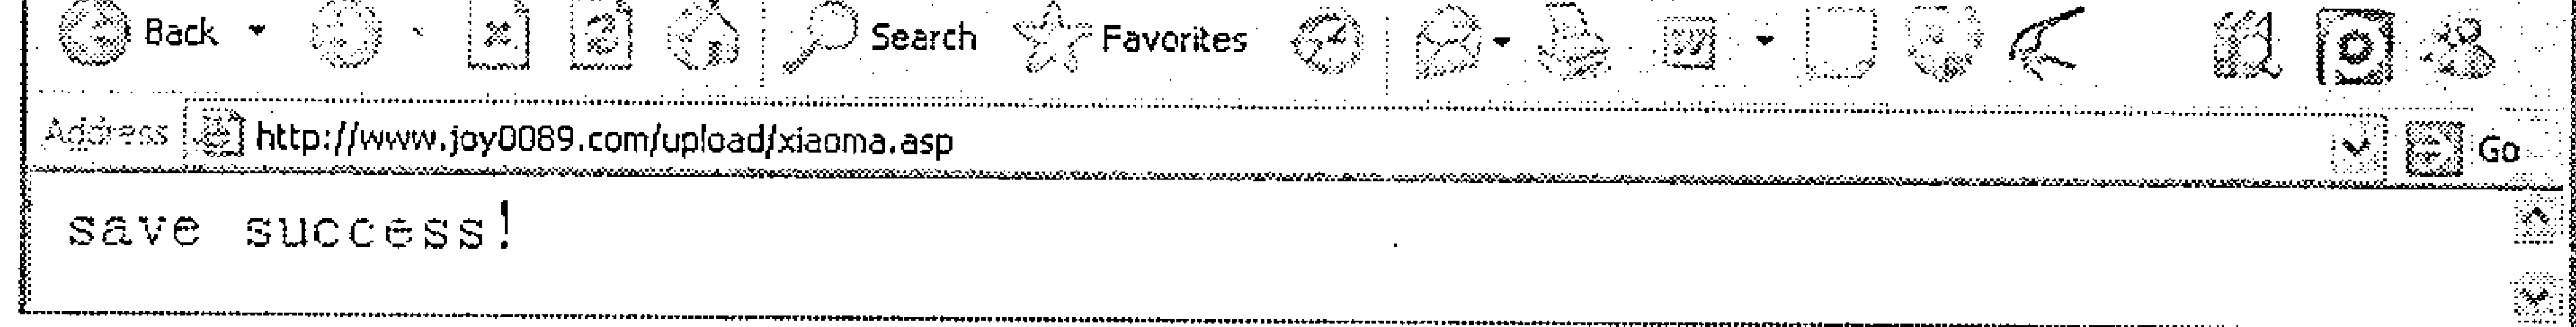 Back Search Favorites
Address http://www.joy0089.com/upload/xiaoma.asp Go
save success!